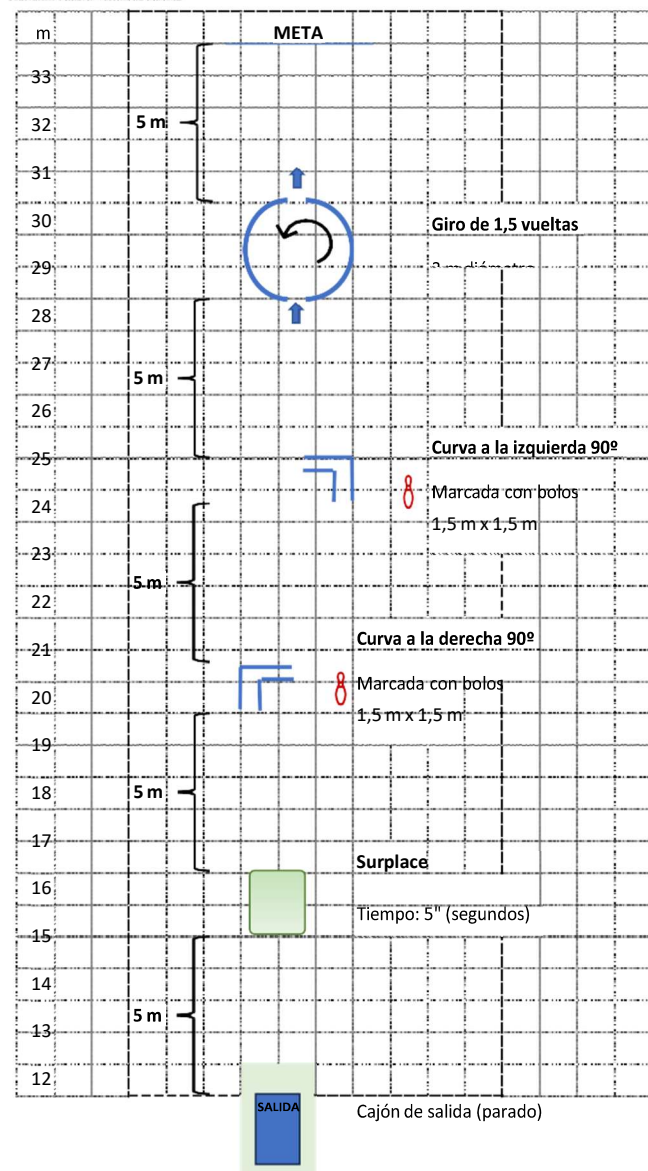 m
META
33
5 m
32
31
30
Giro de 1,5 vueltas
29
28
27
5 m
26
25
Curva a la izquierda 90º
24
Marcada con bolos
1,5 m x 1,5 m
23
5 m
22
21
Curva a la derecha 90º
20
Marcada con bolos
1,5 m x 1,5 m
19
18
5 m
17
Surplace
16
Tiempo: 5" (segundos)
15
14
5 m
13
12
SALIDA
Cajón de salida (parado)